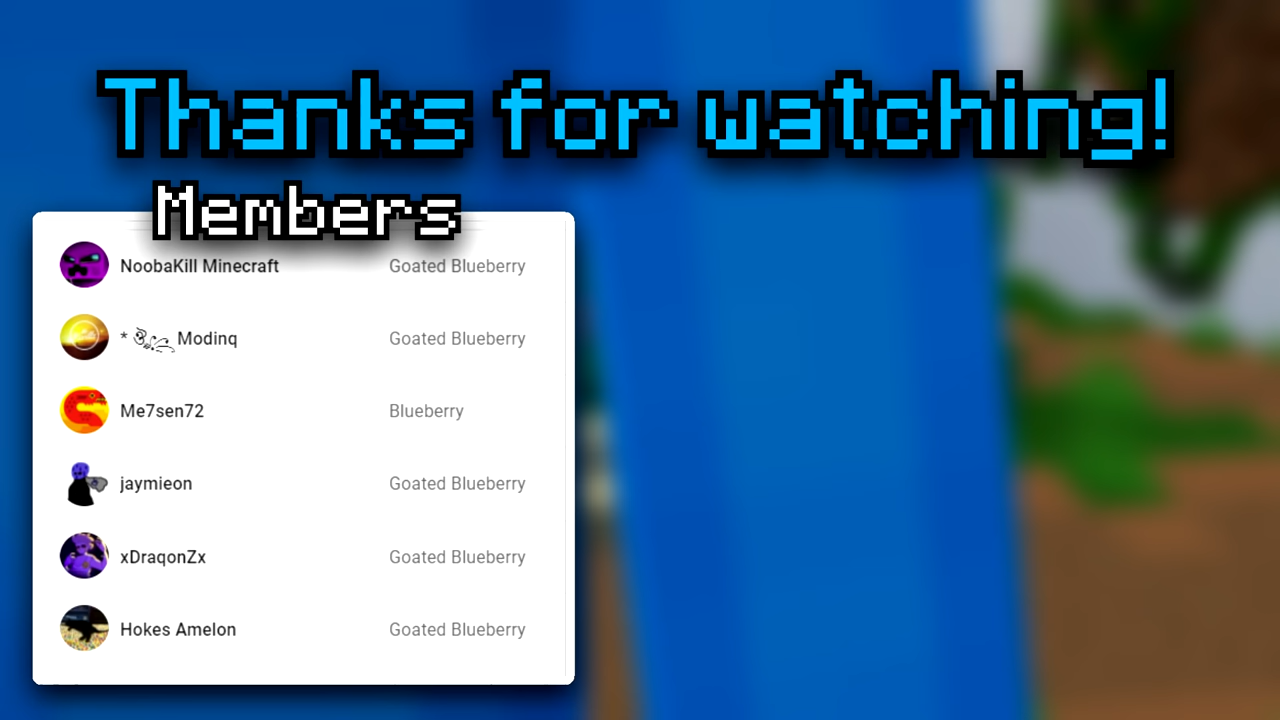 Thanks for watching!
Members
NoobaKill Minecraft Goated Blueberry
* Modinq Goated Blueberry
Me7sen72 Blueberry
jaymieon Goated Blueberry
xDraqonZx Goated Blueberry
Hokes Amelon Goated Blueberry